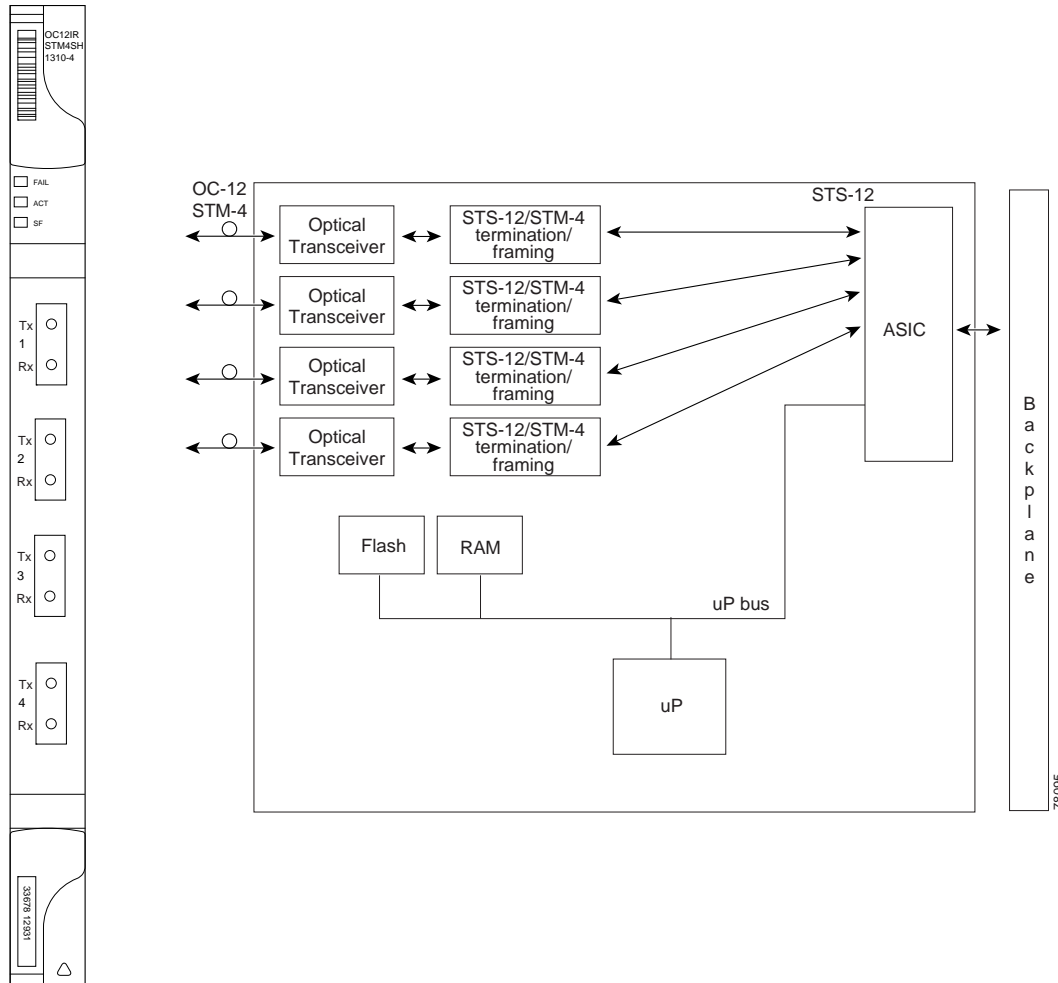 OC12IR
STM4SH
1310-4
FAIL
ACT
SF
Tx
1
Rx
Tx
2
Rx
Tx
3
Rx
Tx
4
Rx
33678 12931
OC-12
STM-4
STS-12
Optical
Transceiver
STS-12/STM-4
termination/
framing
Optical
Transceiver
STS-12/STM-4
termination/
framing
Optical
Transceiver
STS-12/STM-4
termination/
framing
Optical
Transceiver
STS-12/STM-4
termination/
framing
ASIC
Flash
RAM
uP bus
uP
Backplane